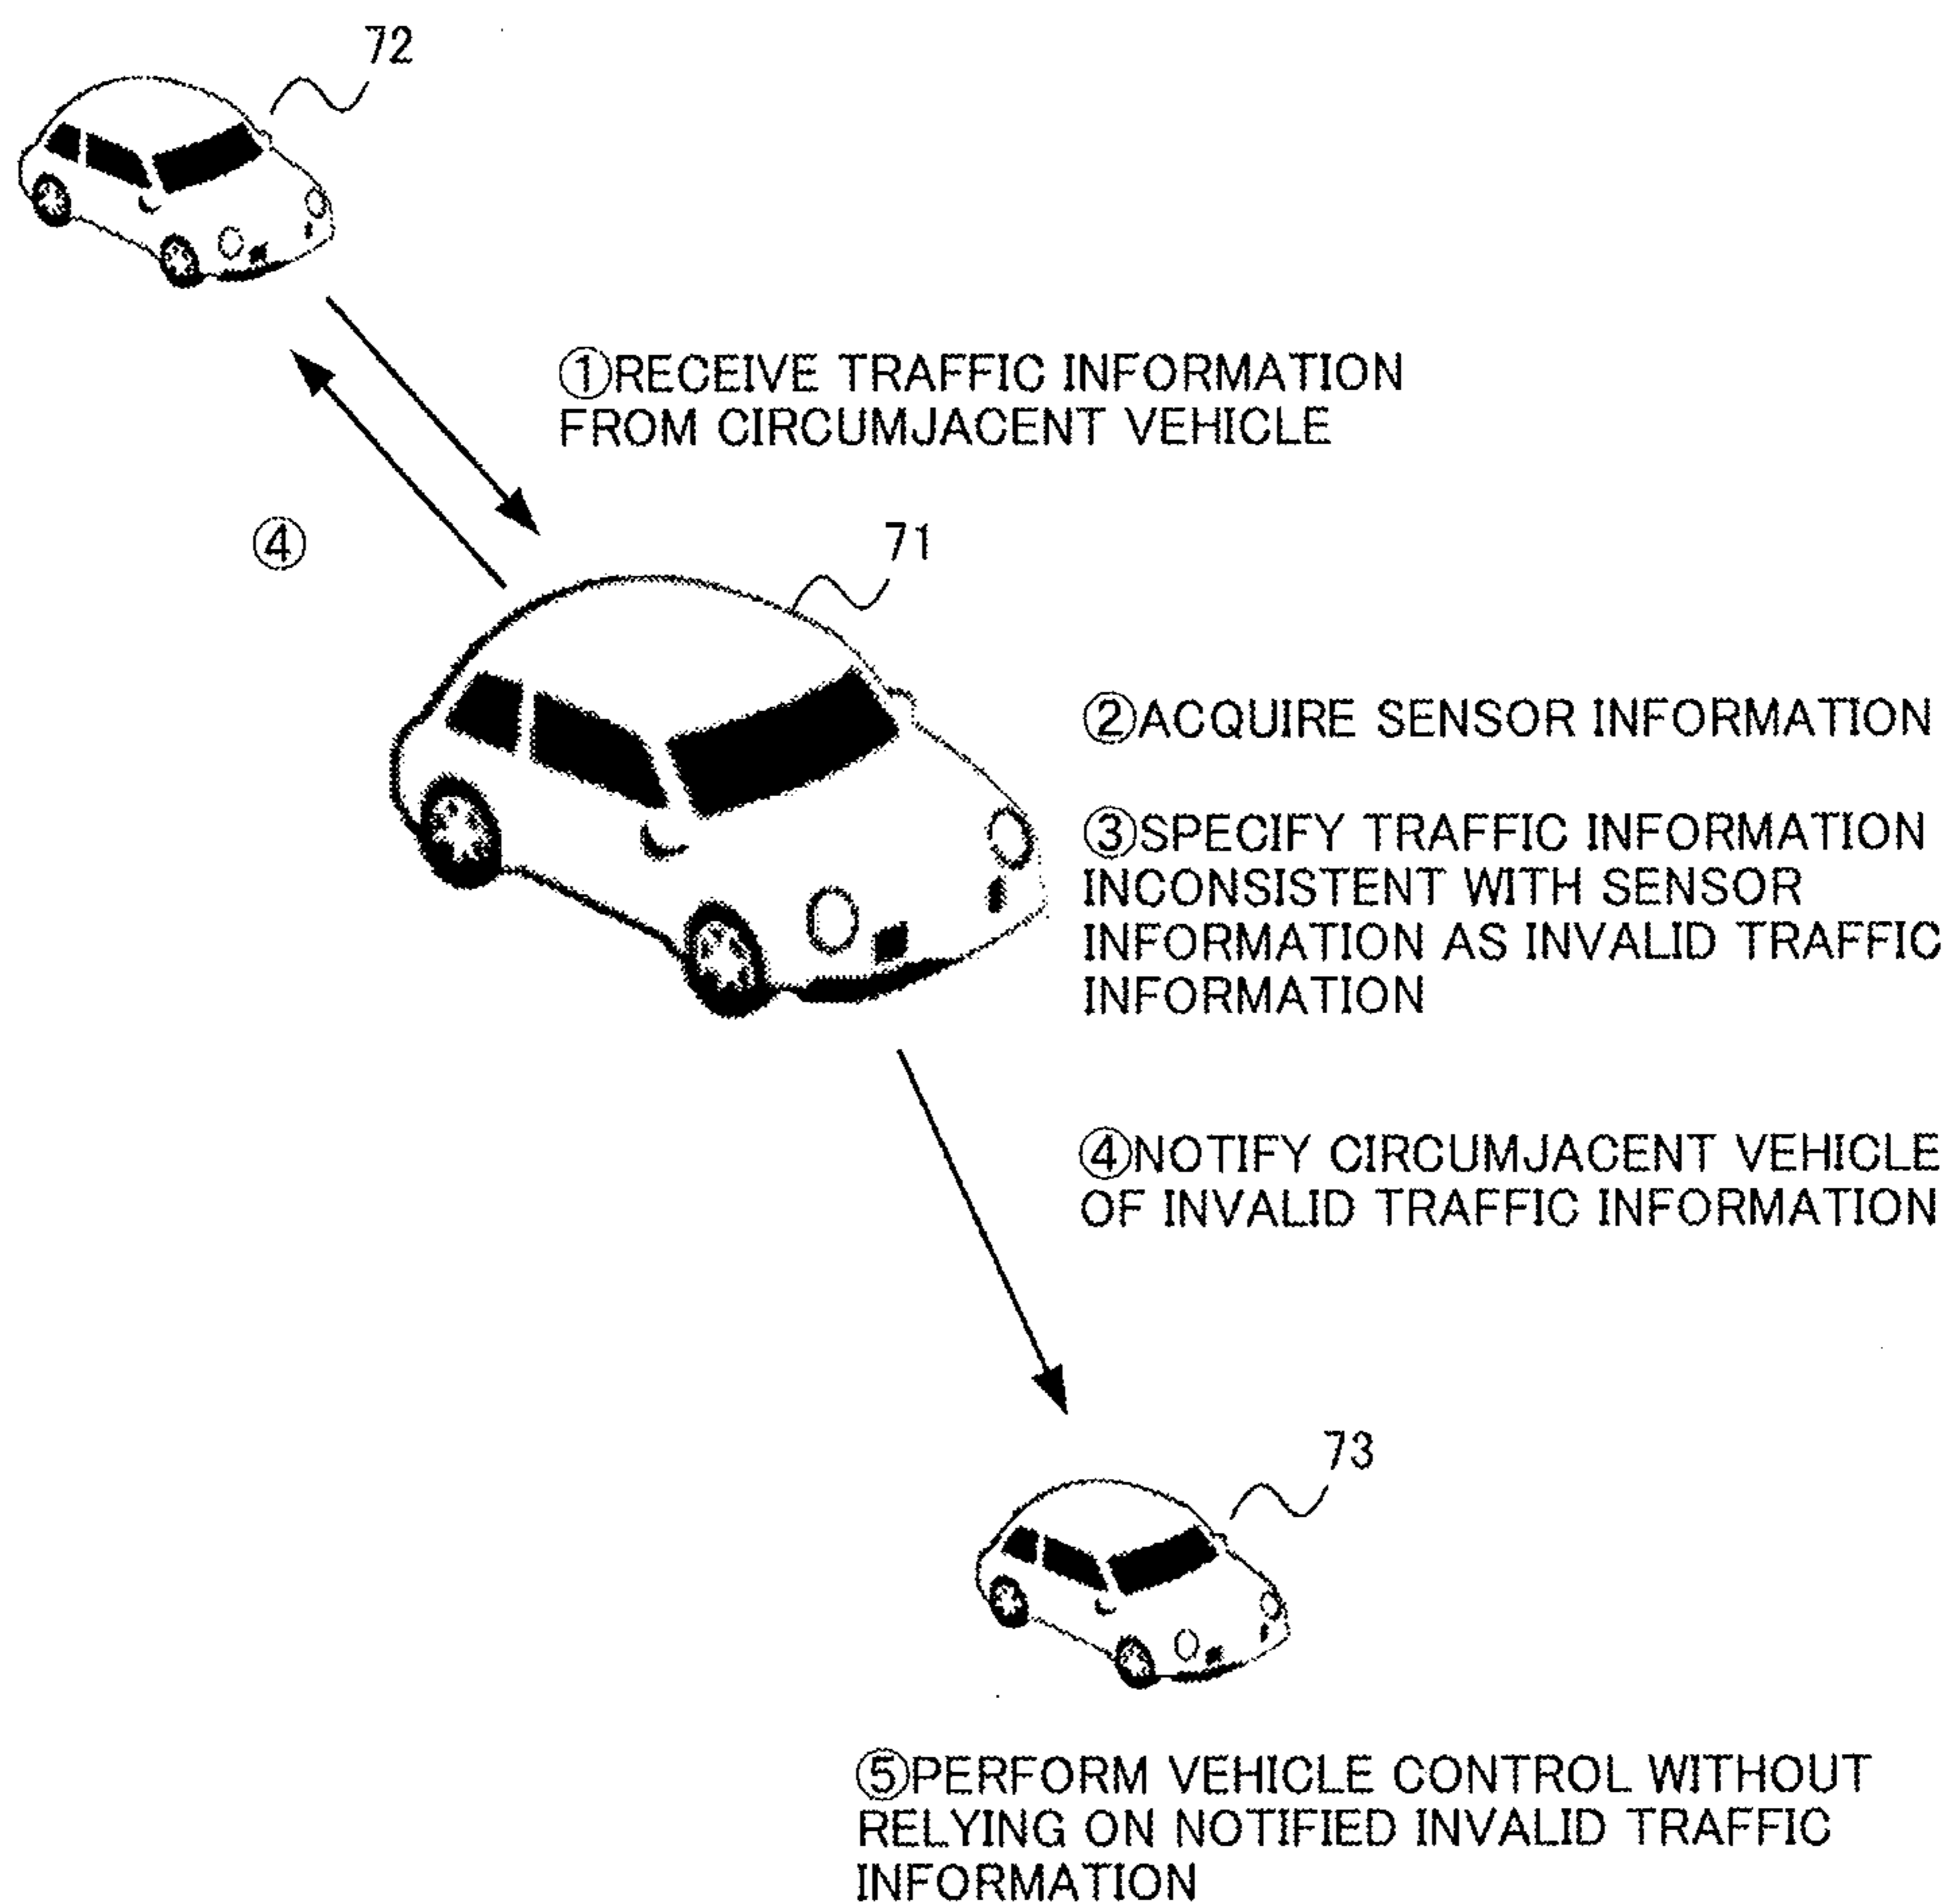 72
①RECEIVE TRAFFIC INFORMATION
FROM CIRCUMJACENT VEHICLE
④
71
②ACQUIRE SENSOR INFORMATION
③SPECIFY TRAFFIC INFORMATION
INCONSISTENT WITH SENSOR
INFORMATION AS INVALID TRAFFIC
INFORMATION
④NOTIFY CIRCUMJACENT VEHICLE
OF INVALID TRAFFIC INFORMATION
73
⑤PERFORM VEHICLE CONTROL WITHOUT
RELYING ON NOTIFIED INVALID TRAFFIC
INFORMATION